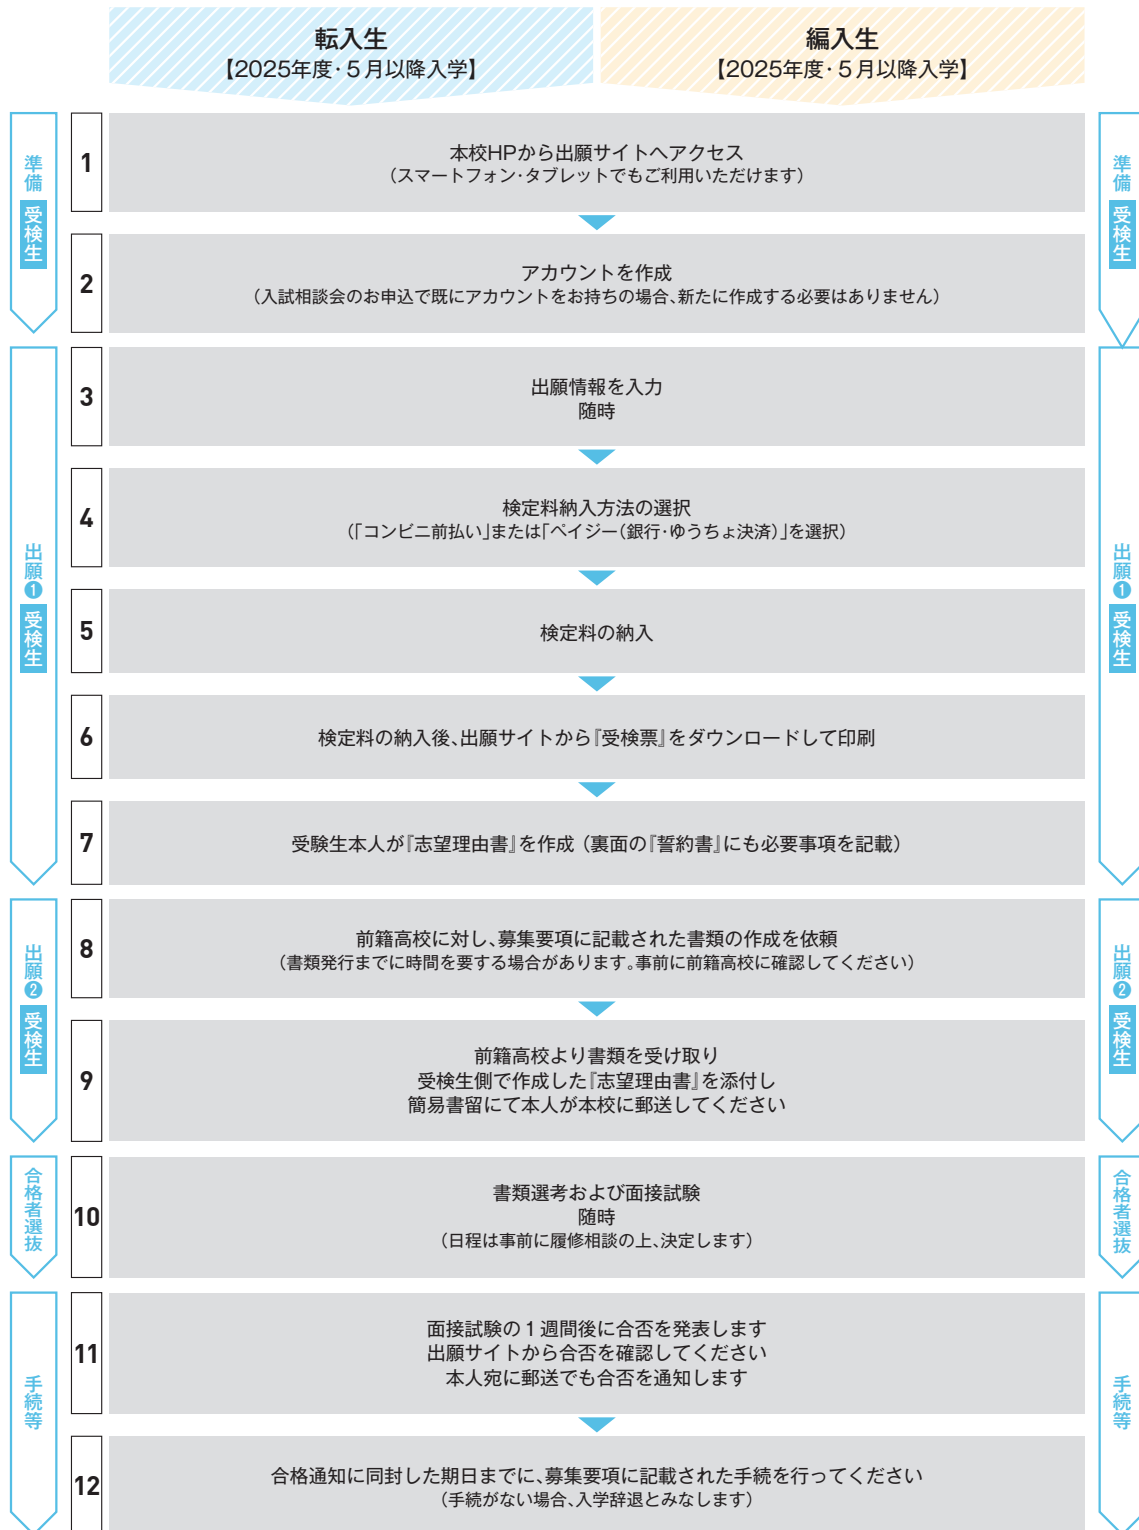 転入生
【2025年度・5月以降入学】
編入生
【2025年度・5月以降入学】
準備 受検生
1
本校HPから出願サイトへアクセス
（スマートフォン・タブレットでもご利用いただけます）
準備 受検生
2
アカウントを作成
（入試相談会のお申込で既にアカウントをお持ちの場合、新たに作成する必要はありません）
出願❶ 受検生
3
出願情報を入力
随時
出願❶ 受検生
4
検定料納入方法の選択
（「コンビニ前払い」または「ペイジー（銀行・ゆうちょ決済）」を選択）
5
検定料の納入
6
検定料の納入後、出願サイトから『受検票』をダウンロードして印刷
7
受験生本人が『志望理由書』を作成（裏面の『誓約書』にも必要事項を記載）
出願❷ 受検生
8
前籍高校に対し、募集要項に記載された書類の作成を依頼
（書類発行までに時間を要する場合があります。事前に前籍高校に確認してください）
出願❷ 受検生
9
前籍高校より書類を受け取り
受検生側で作成した『志望理由書』を添付し
簡易書留にて本人が本校に郵送してください
合格者選抜
10
書類選考および面接試験
随時
（日程は事前に履修相談の上、決定します）
合格者選抜
手続等
11
面接試験の1週間後に合否を発表します
出願サイトから合否を確認してください
本人宛に郵送でも合否を通知します
手続等
12
合格通知に同封した期日までに、募集要項に記載された手続を行ってください
（手続がない場合、入学辞退とみなします）